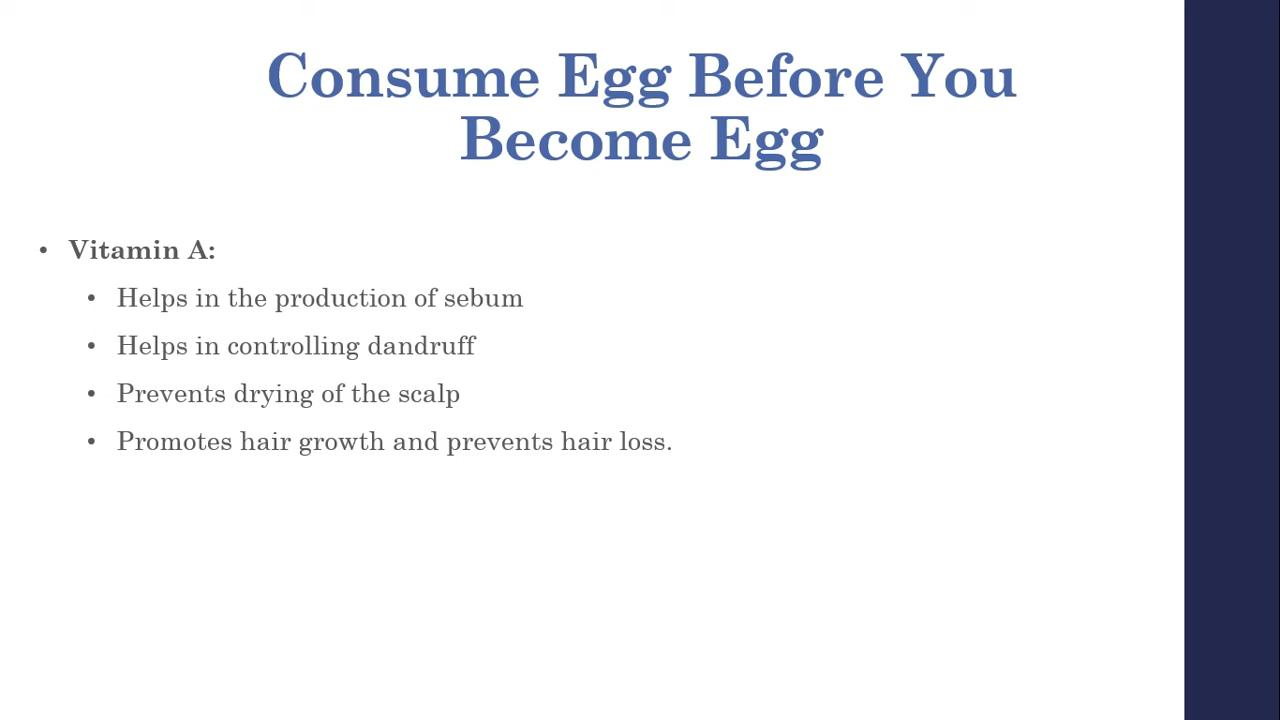 Consume Egg Before You
Become Egg
• Vitamin A:
• Helps in the production of sebum
• Helps in controlling dandruff
• Prevents drying of the scalp
• Promotes hair growth and prevents hair loss.